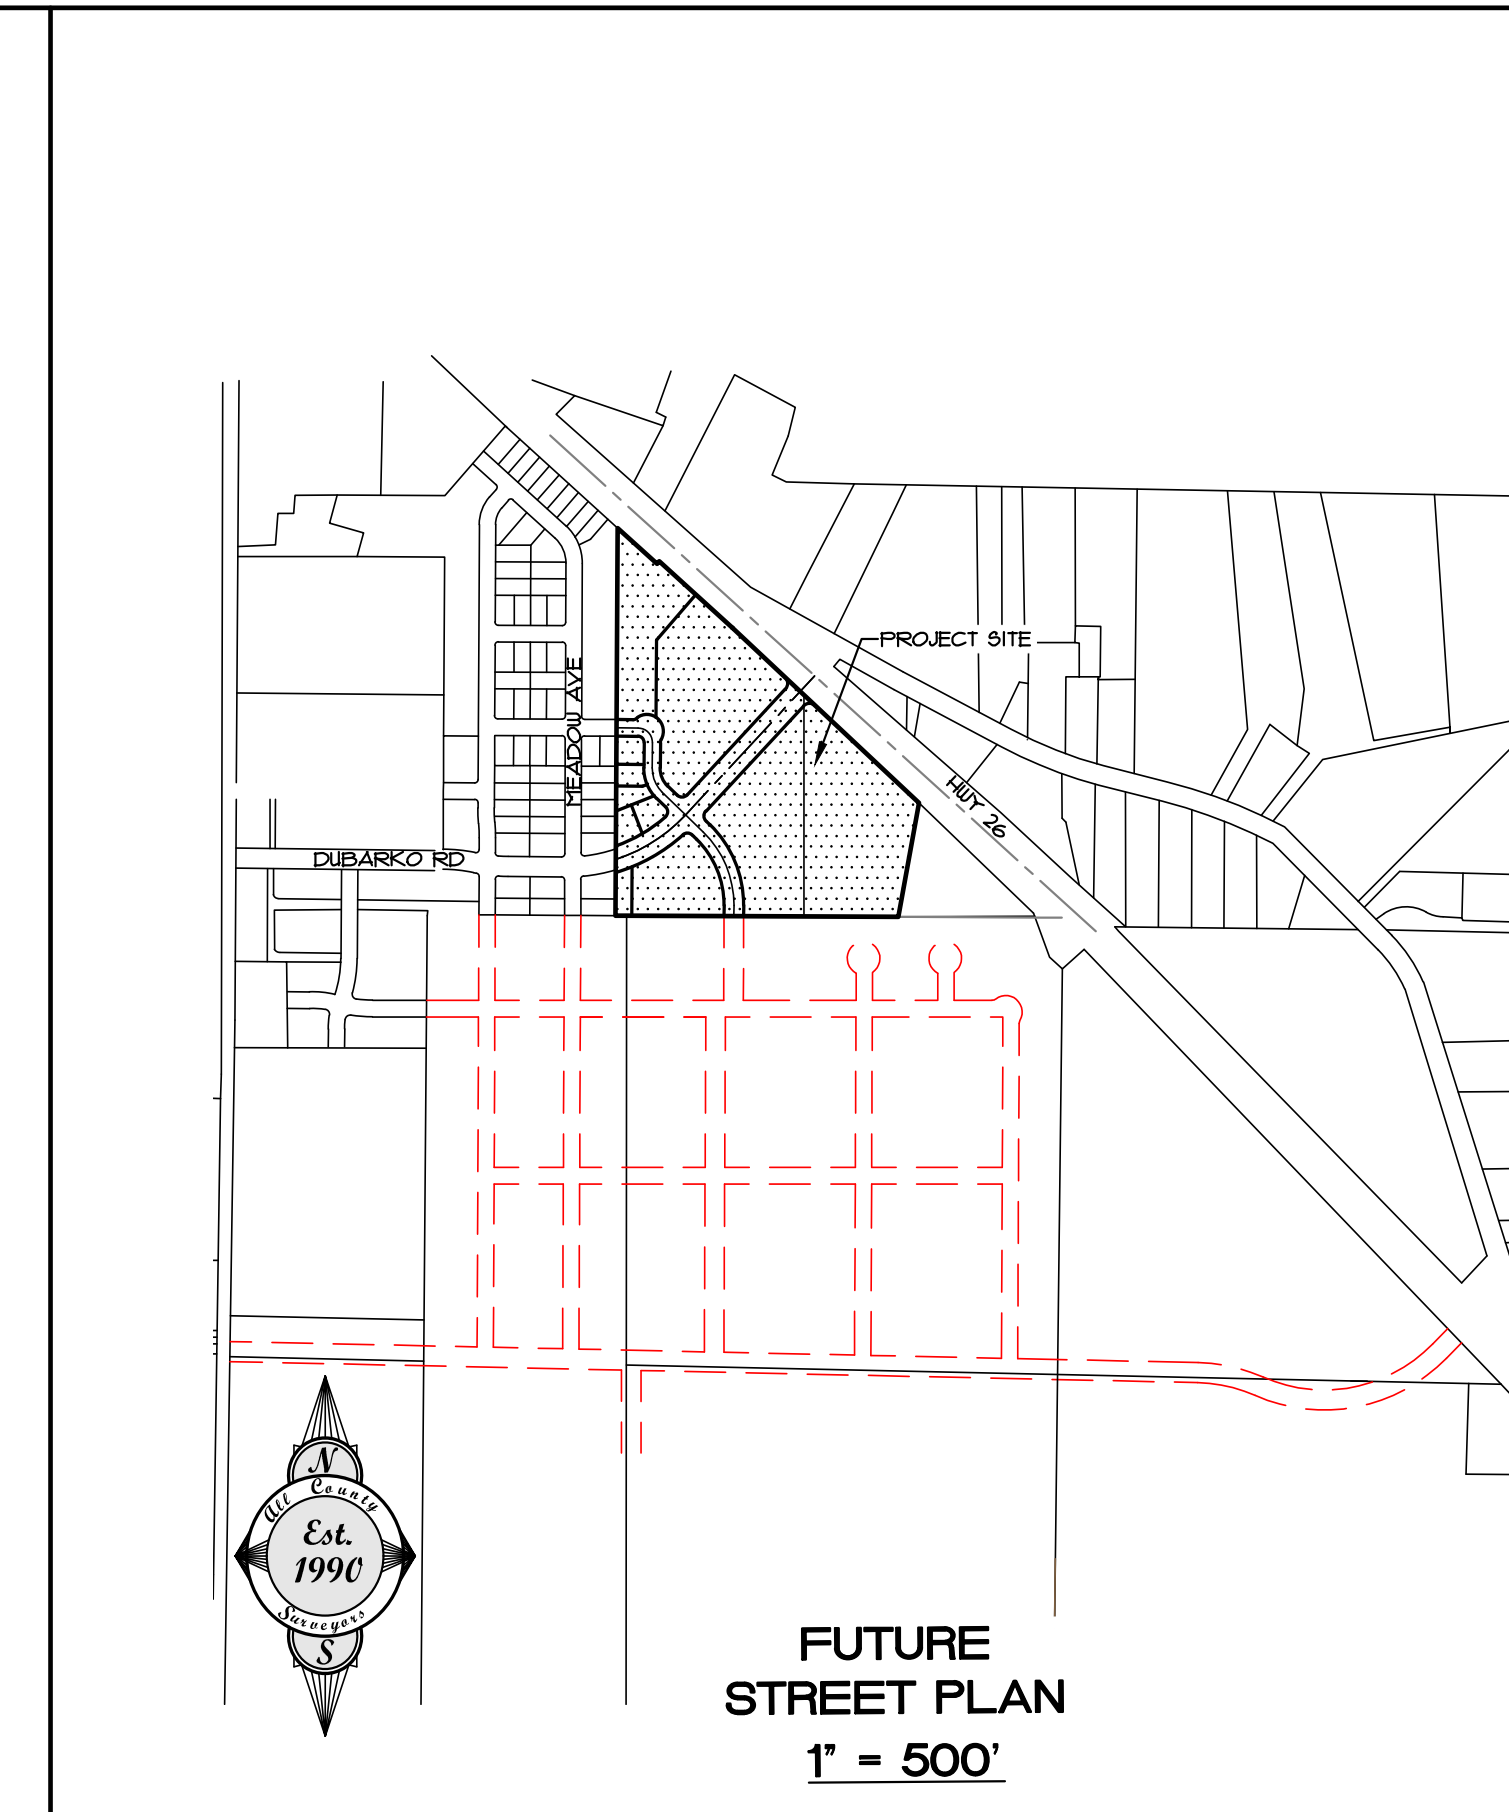 PROJECT SITE
MEADOW AVE
HWY 26
DUBARKO RD
N
All County
Est.
1990
Surveyors
S
FUTURE
STREET PLAN
1" = 500'